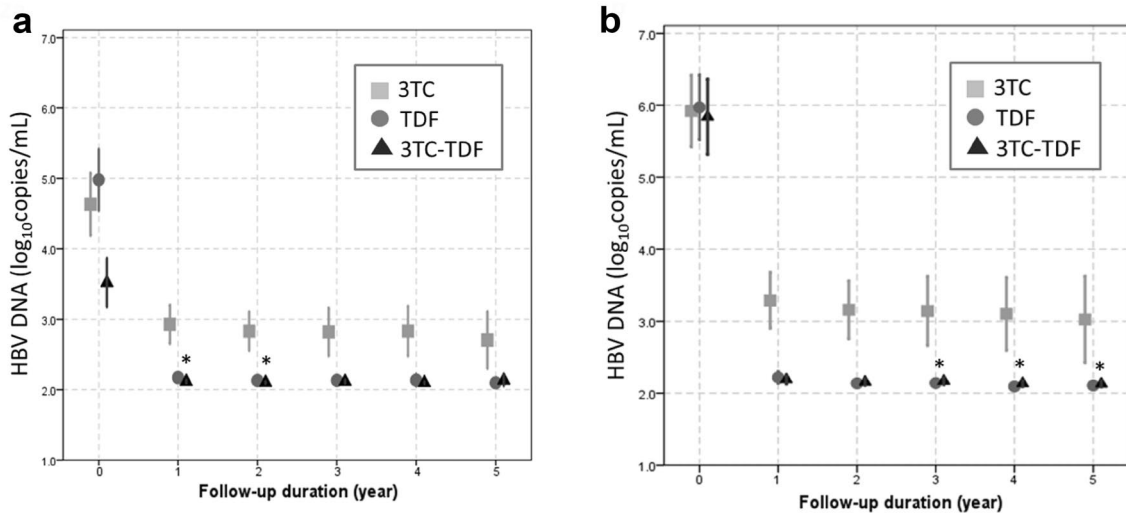 a
HBV DNA (log₁₀copies/mL)
7.0
6.0
5.0
4.0
3.0
2.0
1.0
3TC
TDF
3TC-TDF
*
*
0 1 2 3 4 5
Follow-up duration (year)
b
HBV DNA (log₁₀copies/mL)
7.0
6.0
5.0
4.0
3.0
2.0
1.0
3TC
TDF
3TC-TDF
*
*
*
0 1 2 3 4 5
Follow-up duration (year)